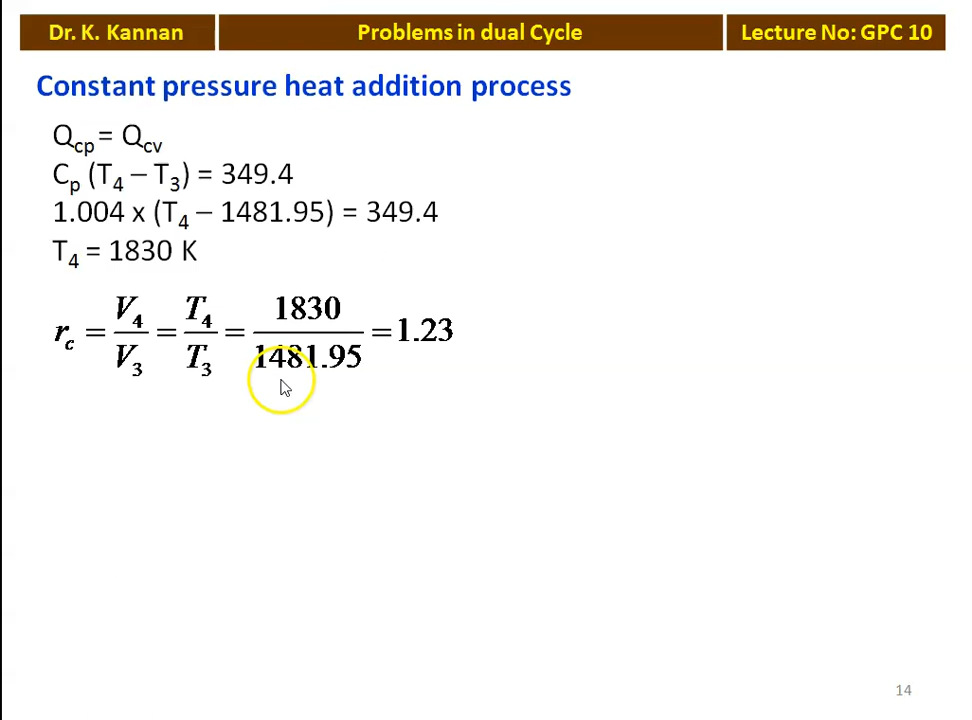 Dr. K. Kannan
Problems in dual Cycle
Lecture No: GPC 10
Constant pressure heat addition process
Qcp = Qcv
Cp (T4 – T3) = 349.4
1.004 x (T4 – 1481.95) = 349.4
T4 = 1830 K
rc = V4/V3 = T4/T3 = 1830/1481.95 = 1.23
14